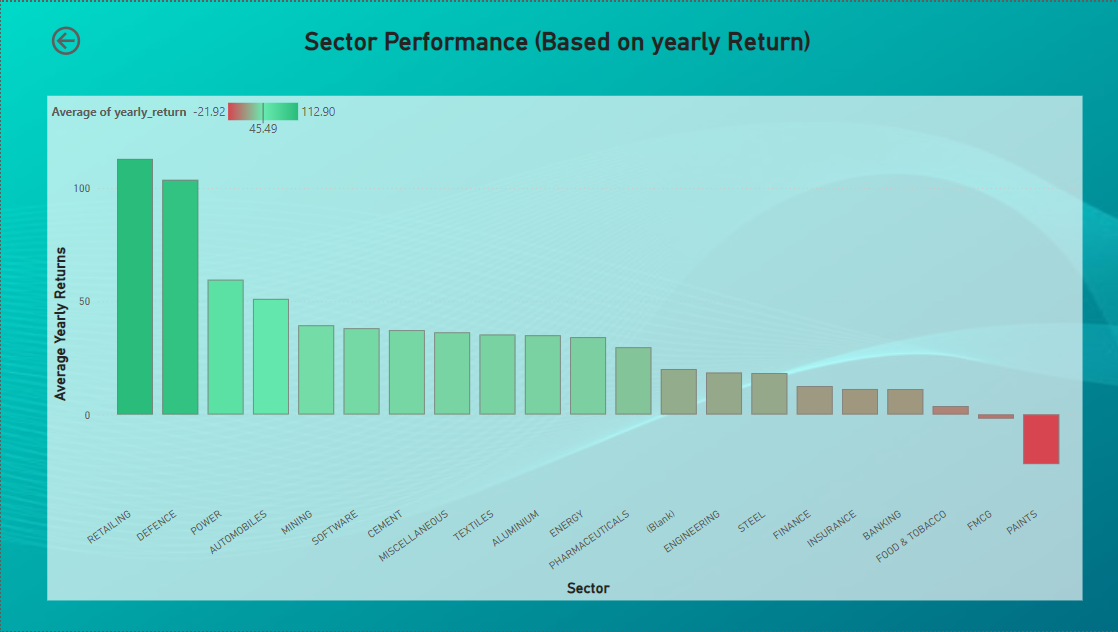 Sector Performance (Based on yearly Return)
Average of yearly_return -21.92 112.90
45.49
Average Yearly Returns
100
50
0
RETAILING
DEFENCE
POWER
AUTOMOBILES
MINING
SOFTWARE
CEMENT
MISCELLANEOUS
TEXTILES
ALUMINIUM
ENERGY
PHARMACEUTICALS
(Blank)
ENGINEERING
STEEL
FINANCE
INSURANCE
BANKING
FOOD & TOBACCO
FMCG
PAINTS
Sector